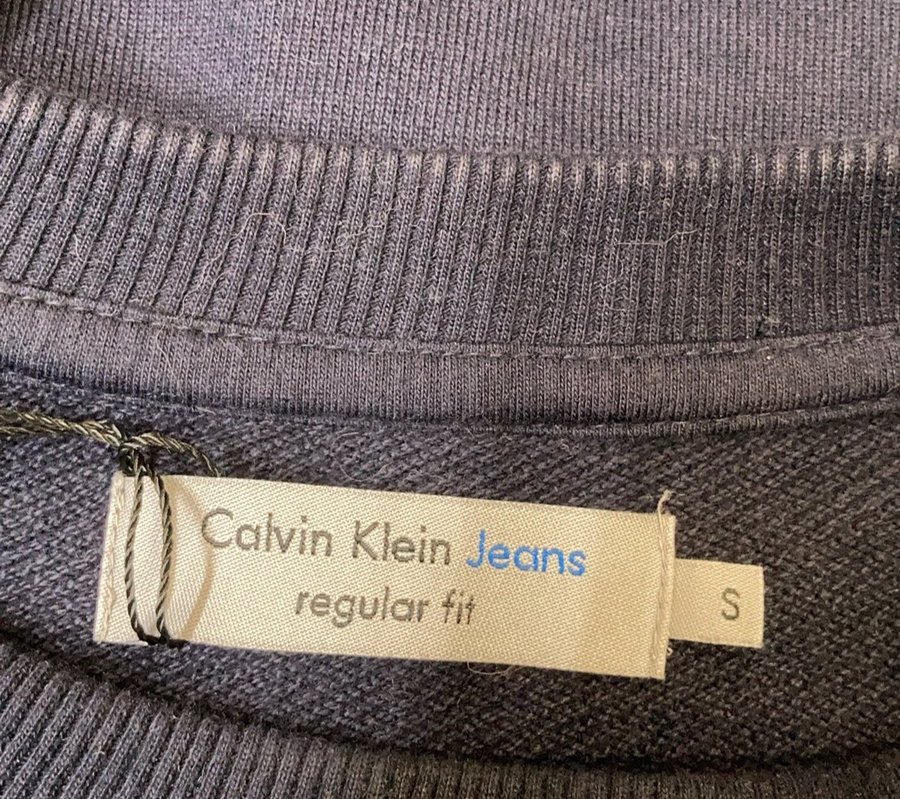 Calvin Klein Jeans
regular fit
S